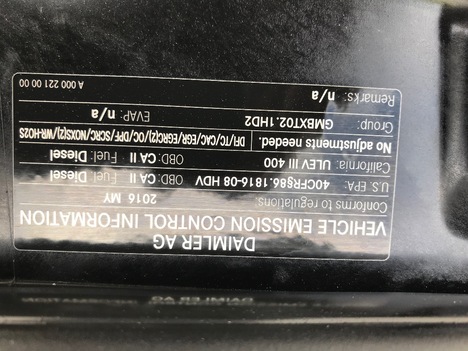 DAIMLER AG
VEHICLE EMISSION CONTROL INFORMATION
Conforms to regulations: 2016 MY
U.S. EPA: 40CFR§86.1816-08 HDV OBD: CA II Fuel: Diesel
California: ULEV III 400 OBD: CA II Fuel: Diesel
No adjustments needed. DFI/TC/CAC/EGR/EGRC(2)/OC(2)/DPF/SCRC/NOXS(2)/WR-HO2S
Group: GMBXT02.1HD2 EVAP: n/a
Remarks: n/a
A 000 221 00 00